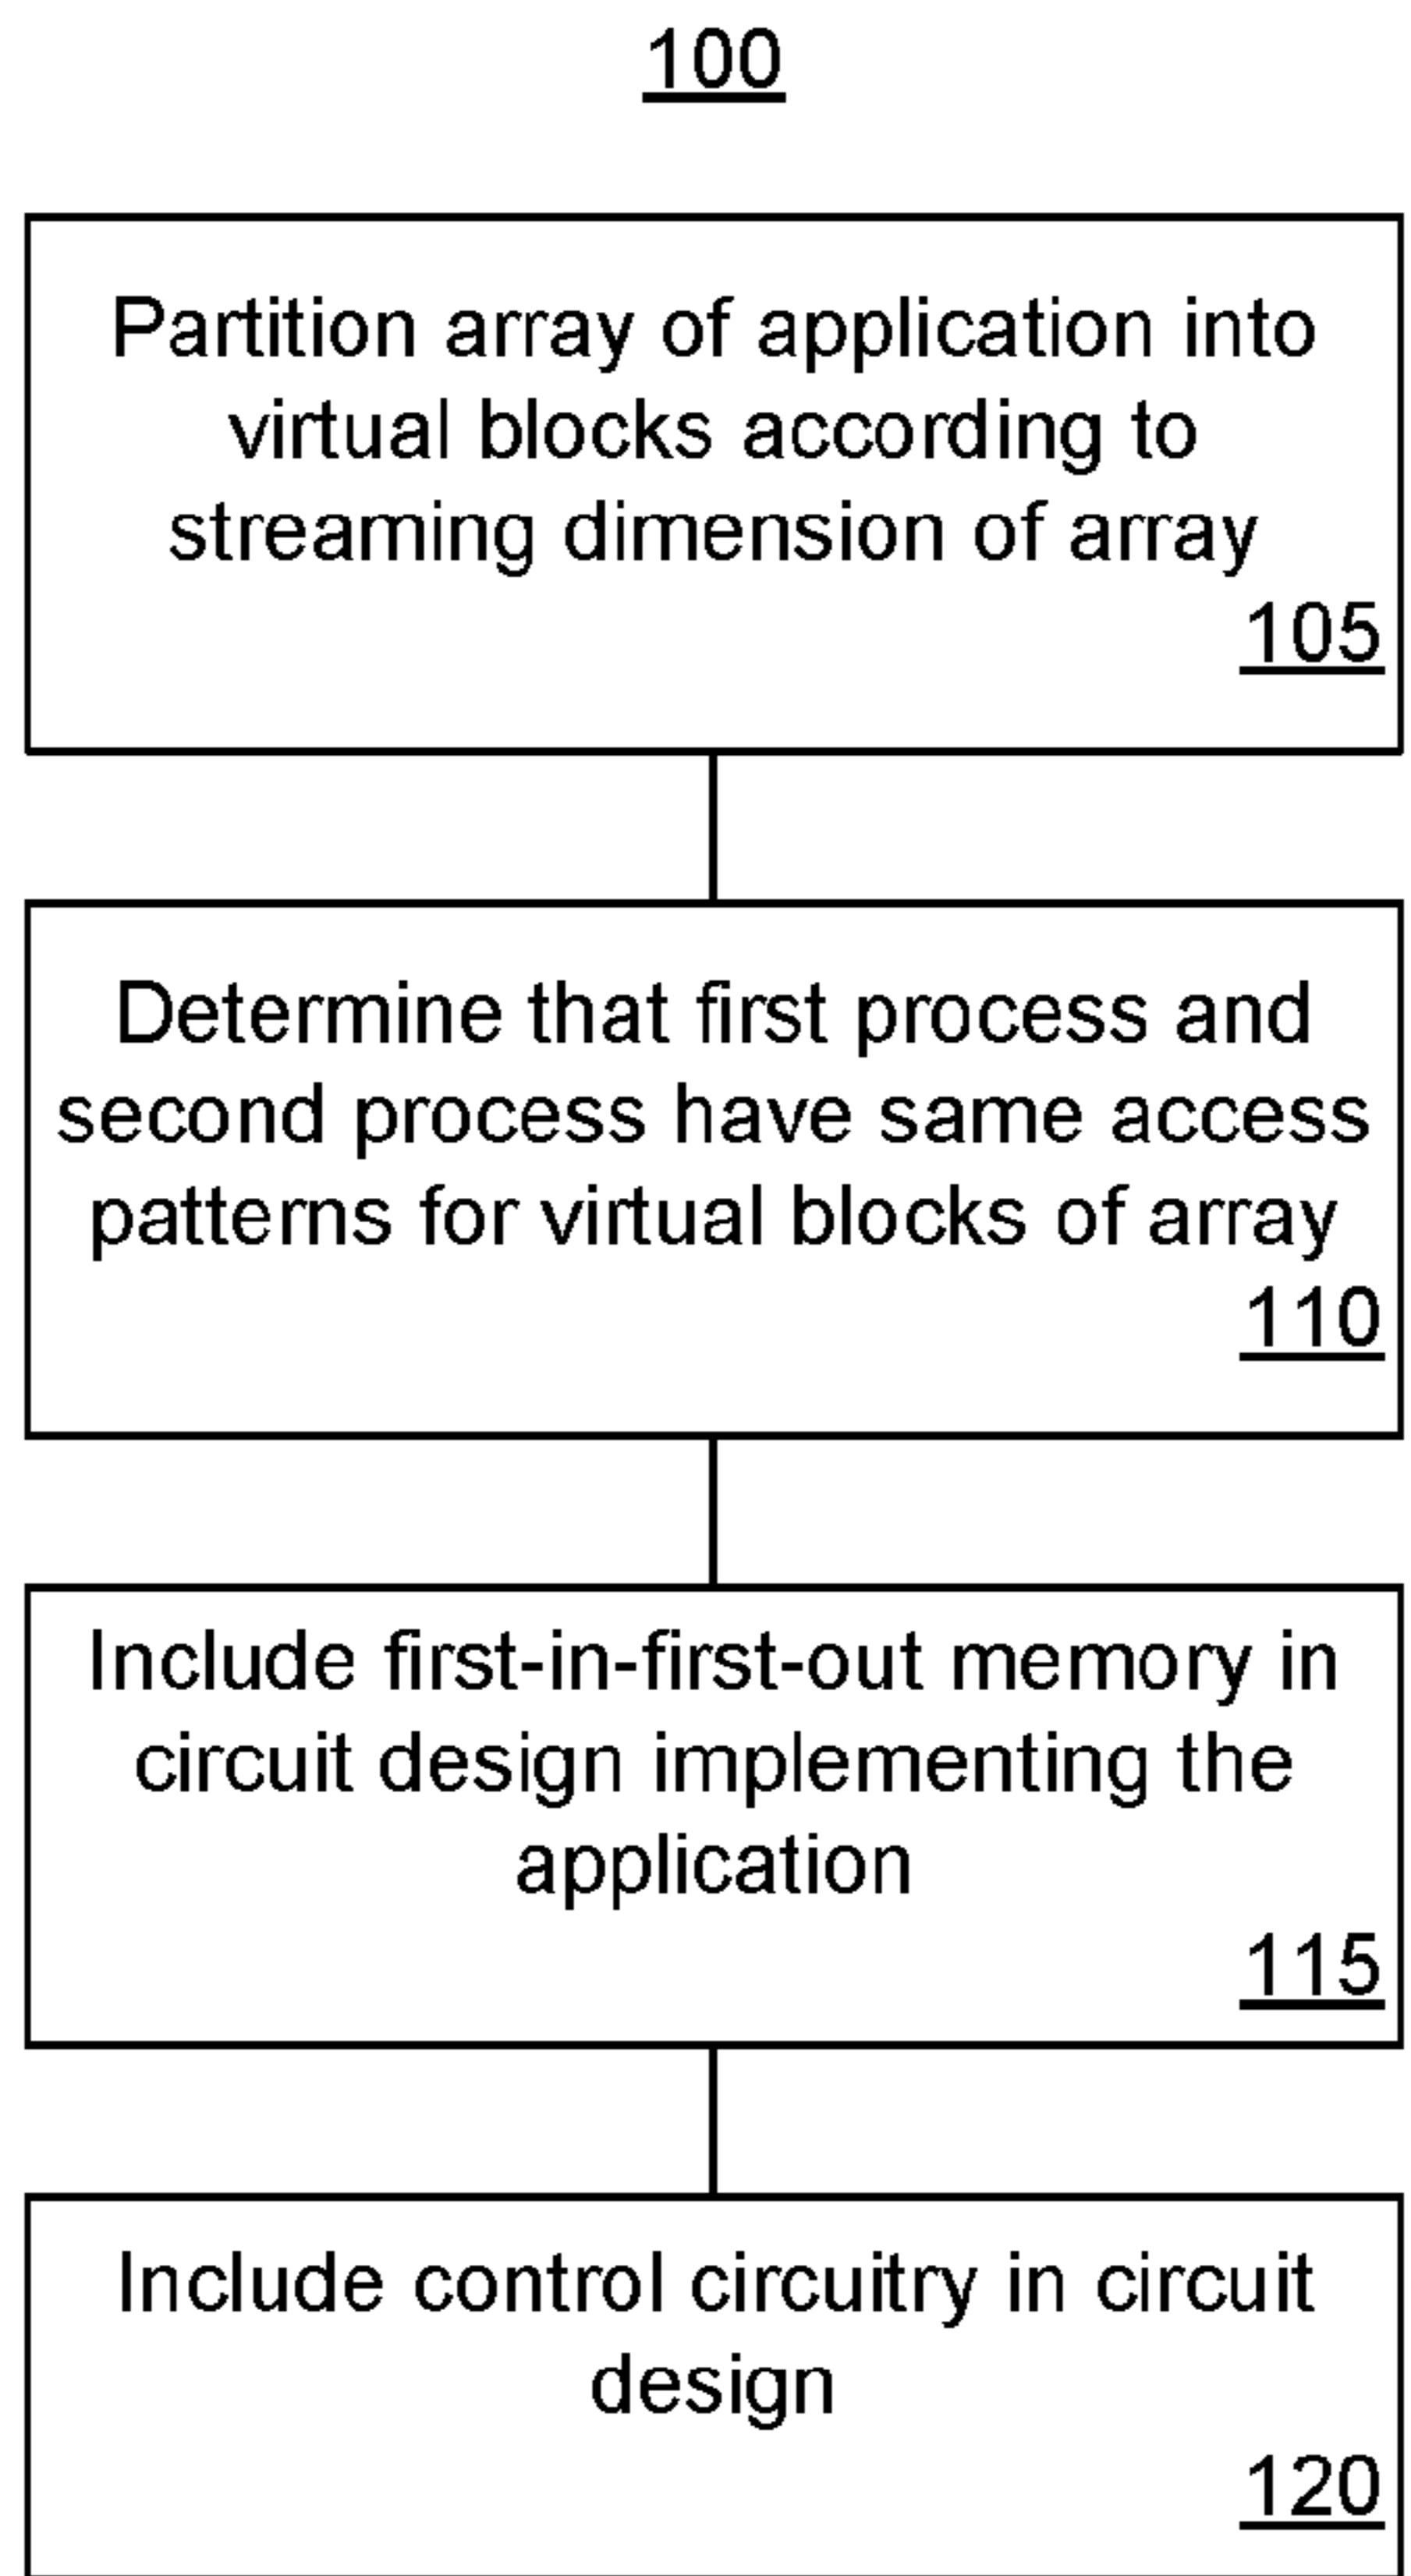 100
Partition array of application into
virtual blocks according to
streaming dimension of array
105
Determine that first process and
second process have same access
patterns for virtual blocks of array
110
Include first-in-first-out memory in
circuit design implementing the
application
115
Include control circuitry in circuit
design
120